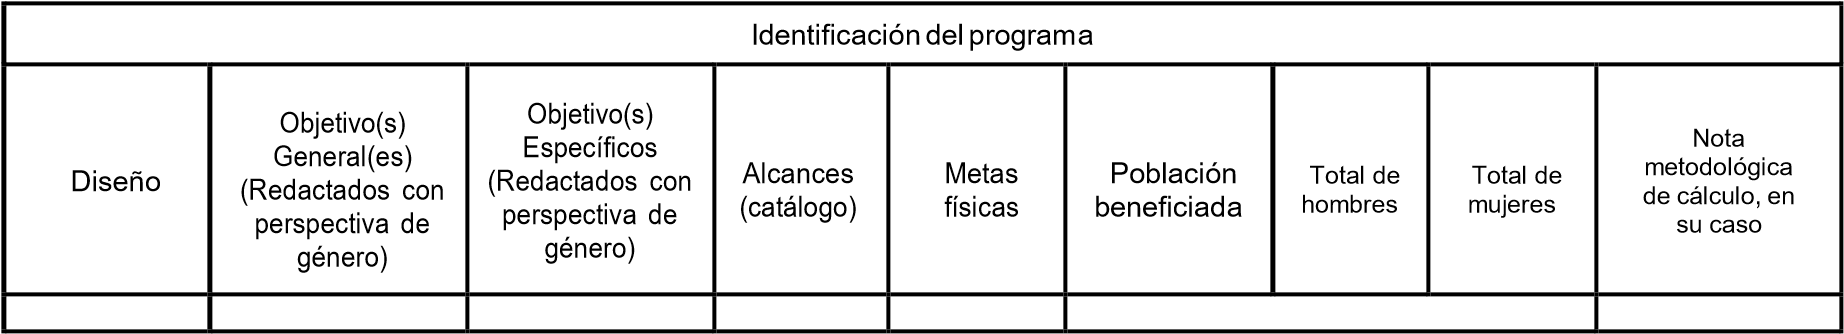 Identificación del programa
Diseño
Objetivo(s)
General(es)
(Redactados con
perspectiva de
género)
Objetivo(s)
Específicos
(Redactados con
perspectiva de
género)
Alcances
(catálogo)
Metas
físicas
Población
beneficiada
Total de
hombres
Total de
mujeres
Nota
metodológica
de cálculo, en
su caso